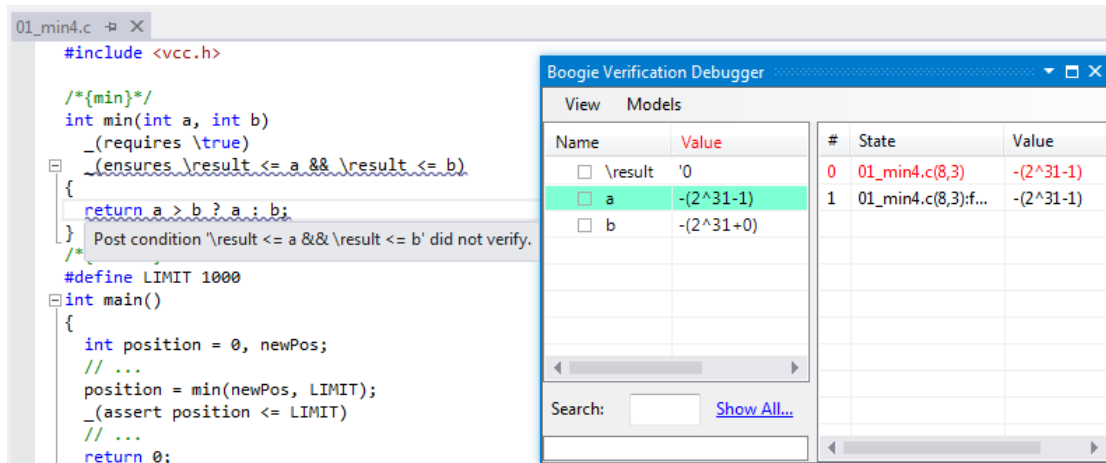 01_min4.c
#include <vcc.h>
/*{min}*/
int min(int a, int b)
_(requires \true)
_(ensures \result <= a && \result <= b)
{
return a > b ? a : b;
}
Post condition '\result <= a && \result <= b' did not verify.
/*{
#define LIMIT 1000
int main()
{
int position = 0, newPos;
// ...
position = min(newPos, LIMIT);
_(assert position <= LIMIT)
// ...
return 0;
Boogie Verification Debugger
View Models
Name Value
\result '0
a -(2^31-1)
b -(2^31+0)
Search: Show All...
# State Value
0 01_min4.c(8,3) -(2^31-1)
1 01_min4.c(8,3):f... -(2^31-1)